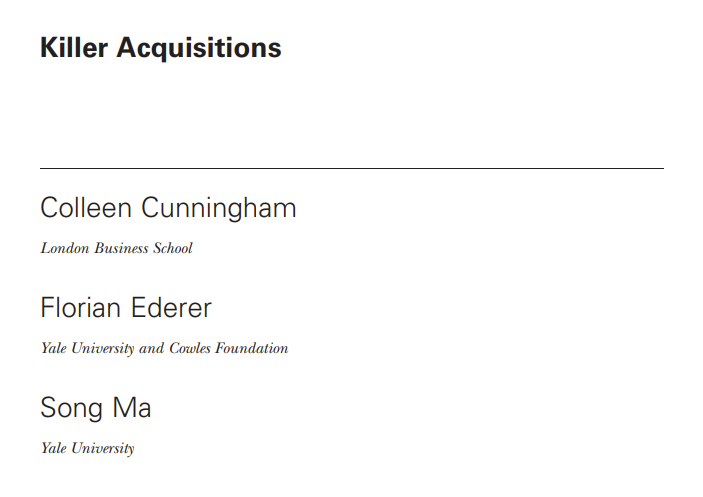 Killer Acquisitions
Colleen Cunningham
London Business School
Florian Ederer
Yale University and Cowles Foundation
Song Ma
Yale University